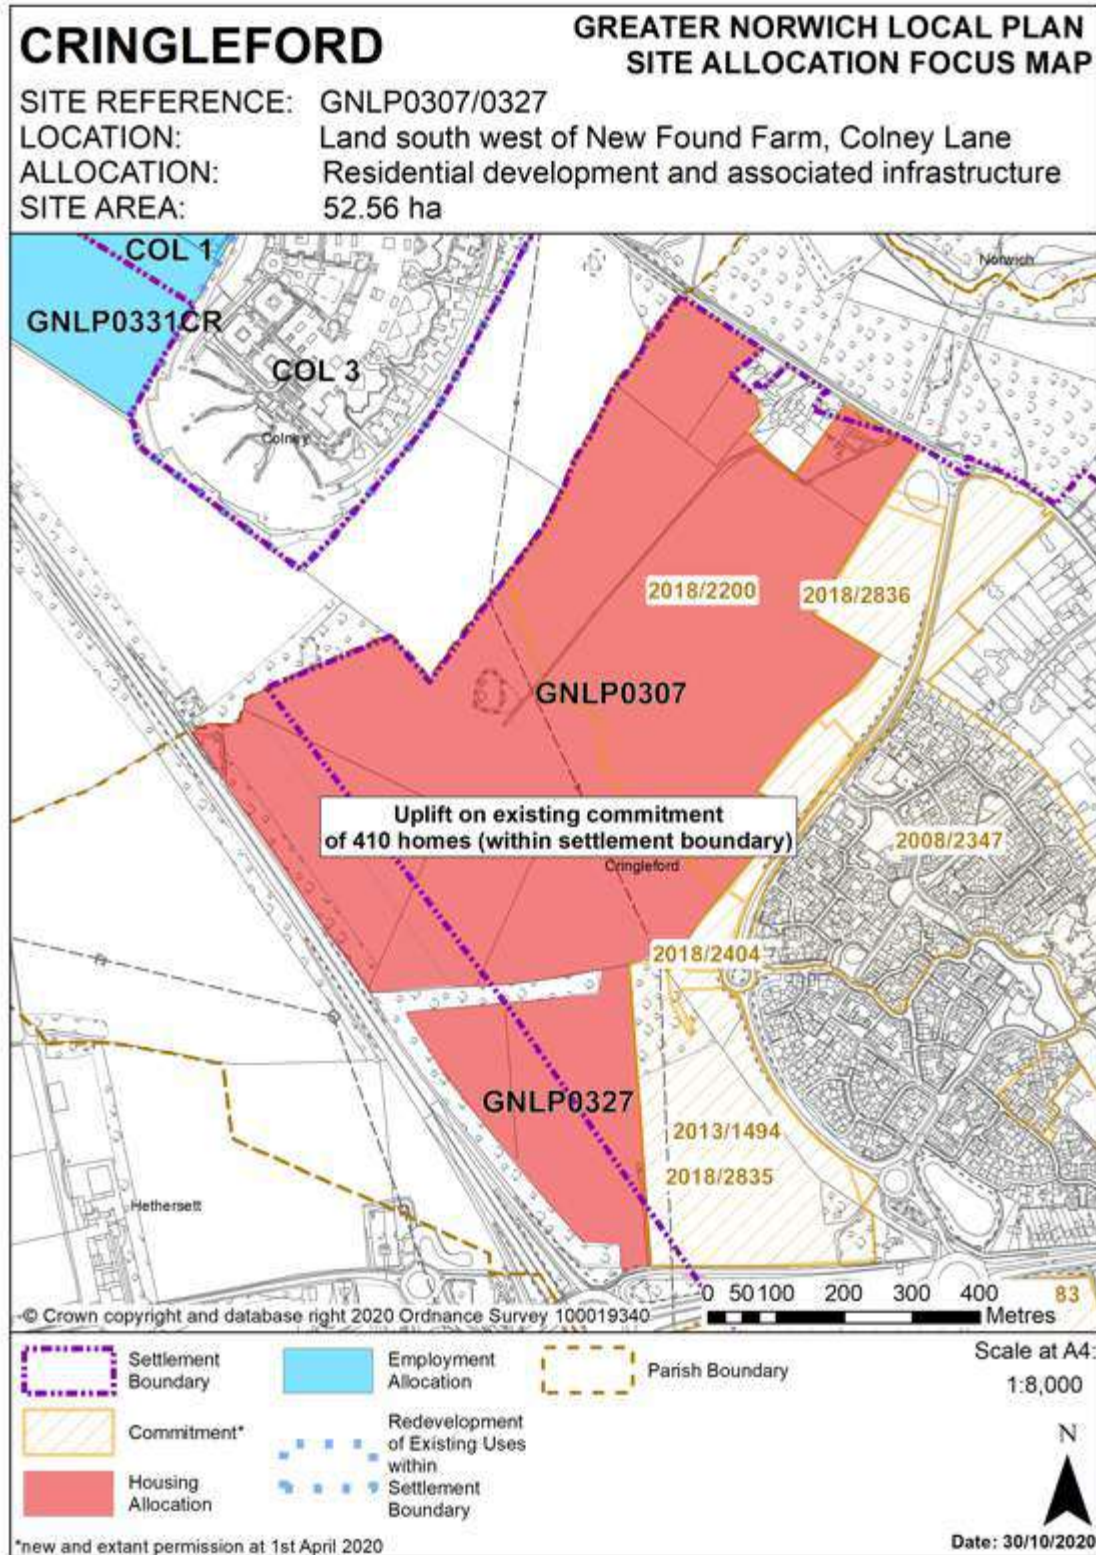 CRINGLEFORD
GREATER NORWICH LOCAL PLAN
SITE ALLOCATION FOCUS MAP
SITE REFERENCE: GNLP0307/0327
LOCATION: Land south west of New Found Farm, Colney Lane
ALLOCATION: Residential development and associated infrastructure
SITE AREA: 52.56 ha
COL 1
Norwich
GNLP0331CR
COL 3
Colney
2018/2200
2018/2836
GNLP0307
Uplift on existing commitment
of 410 homes (within settlement boundary)
2008/2347
Cringleford
2018/2404
GNLP0327
2013/1494
2018/2835
Hethersett
0 50 100 200 300 400
Metres
83
© Crown copyright and database right 2020 Ordnance Survey 100019340
Settlement
Boundary
Employment
Allocation
Parish Boundary
Scale at A4:
1:8,000
Commitment*
Redevelopment
of Existing Uses
within
Settlement
Boundary
Housing
Allocation
N
*new and extant permission at 1st April 2020
Date: 30/10/2020